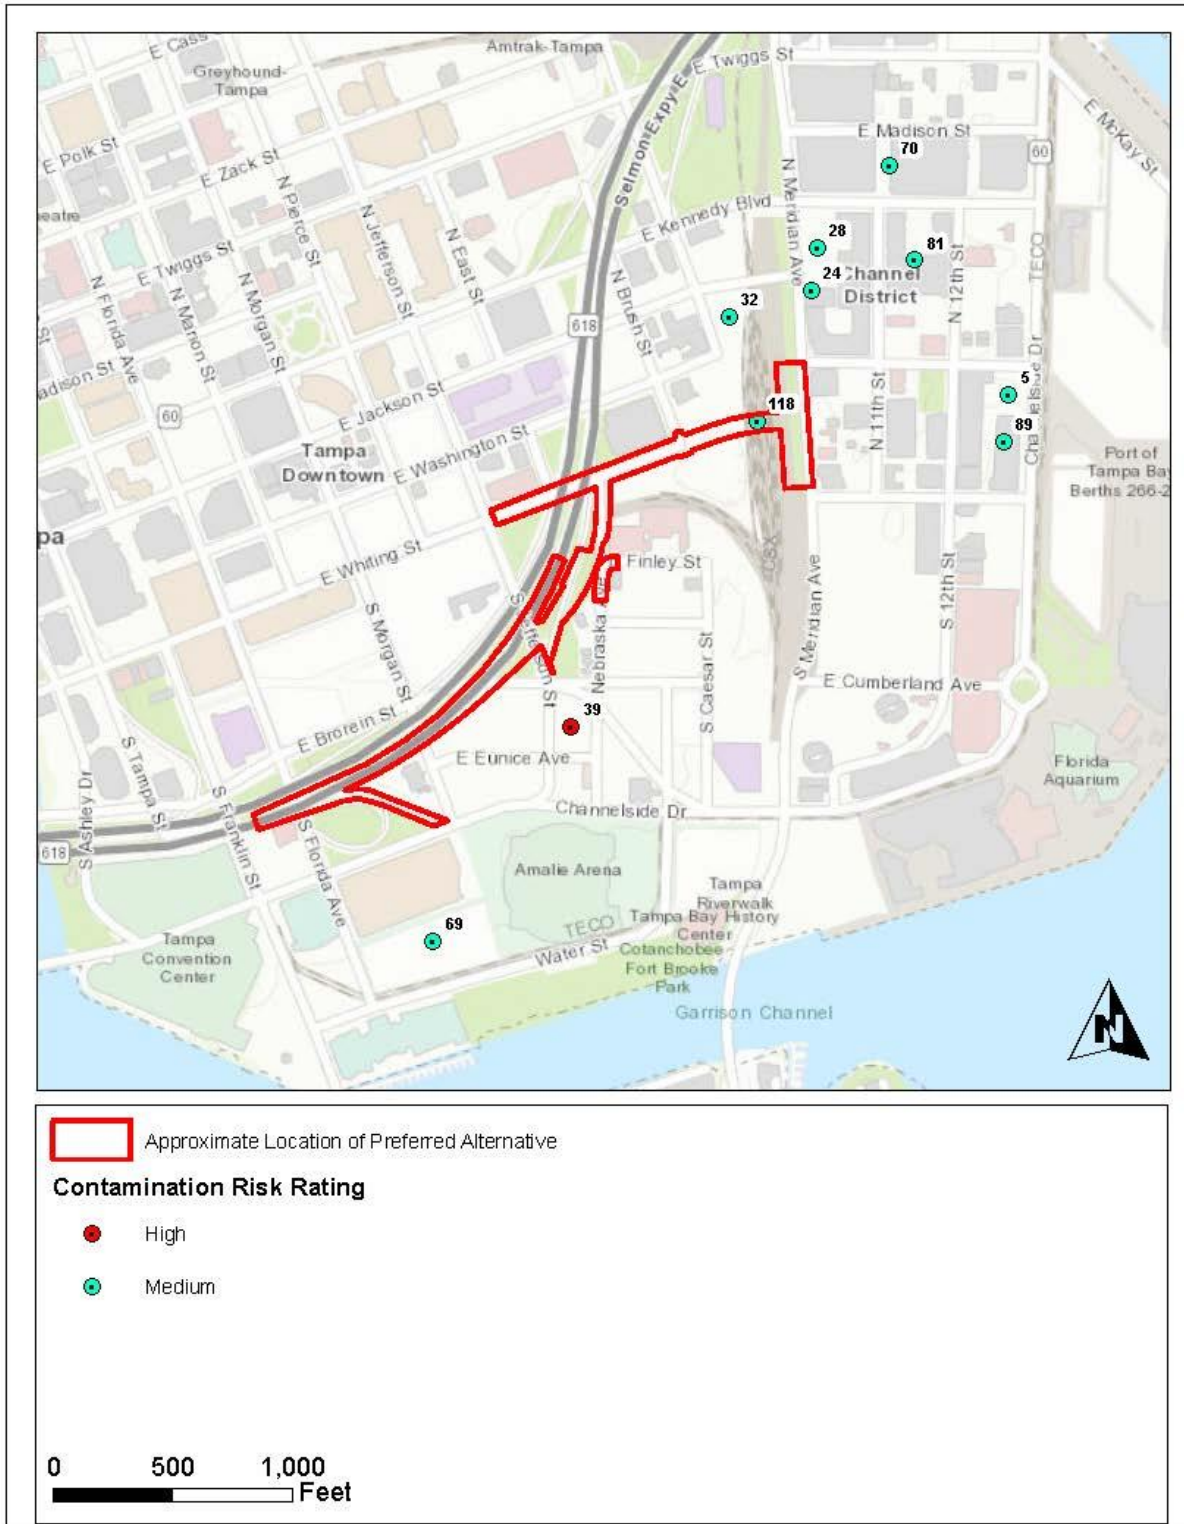 E Cass
Amtrak-Tampa
E Twiggs St
Greyhound-
Tampa
Selmon Expy E
E McKay St
E Madison St
70
60
E Polk St
E Zack St
N Pierce St
N Jefferson St
N East St
E Kennedy Blvd
N Meridian Ave
eatre
E Twiggs St
28
81
TECO
24
Channel
District
N 12th St
N Florida Ave
N Marion St
N Morgan St
N Brush St
32
618
adison St
60
E Jackson St
5
118
N 11th St
89
Channelside Dr
Tampa
Downtown
E Washington St
Port of
Tampa Bay
Berths 266-2
pa
E Whiting St
CSX
Finley St
S Jefferson St
Nebraska Ave
S Morgan St
S Meridian Ave
S 12th St
S Caesar St
E Cumberland Ave
39
E Brorein St
S Tampa St
E Eunice Ave
Florida
Aquarium
S Ashley Dr
S Franklin St
S Florida Ave
Channelside Dr
618
Amalie Arena
Tampa
Riverwalk
69
TECO
Tampa Bay History
Center
Tampa
Convention
Center
Water St
Cotanchobee
Fort Brooke
Park
Garrison Channel
N
Approximate Location of Preferred Alternative
Contamination Risk Rating
High
Medium
0 500 1,000
Feet